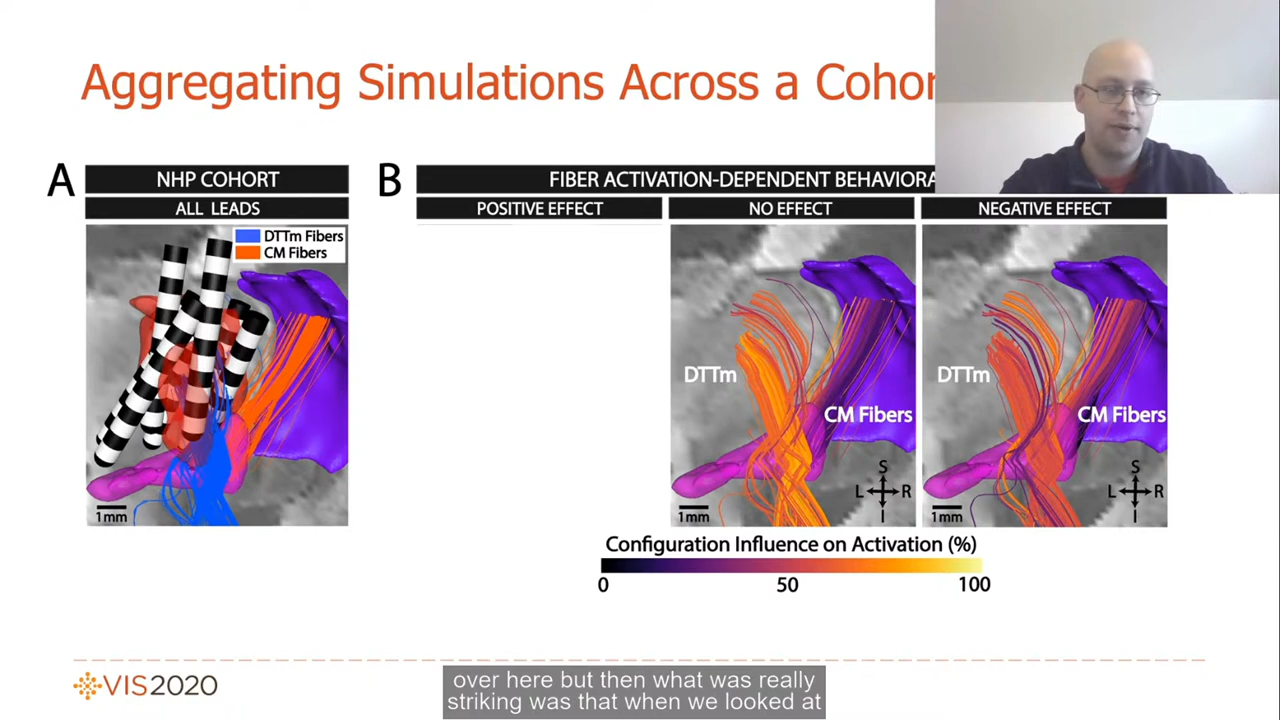 Aggregating Simulations Across a Cohor
A
NHP COHORT
ALL LEADS
DTTm Fibers
CM Fibers
1mm
B
FIBER ACTIVATION-DEPENDENT BEHAVIORA
POSITIVE EFFECT
NO EFFECT
NEGATIVE EFFECT
DTTm
CM Fibers
S
L R
I
1mm
DTTm
CM Fibers
S
L R
I
1mm
Configuration Influence on Activation (%)
0 50 100
VIS2020
over here but then what was really
striking was that when we looked at